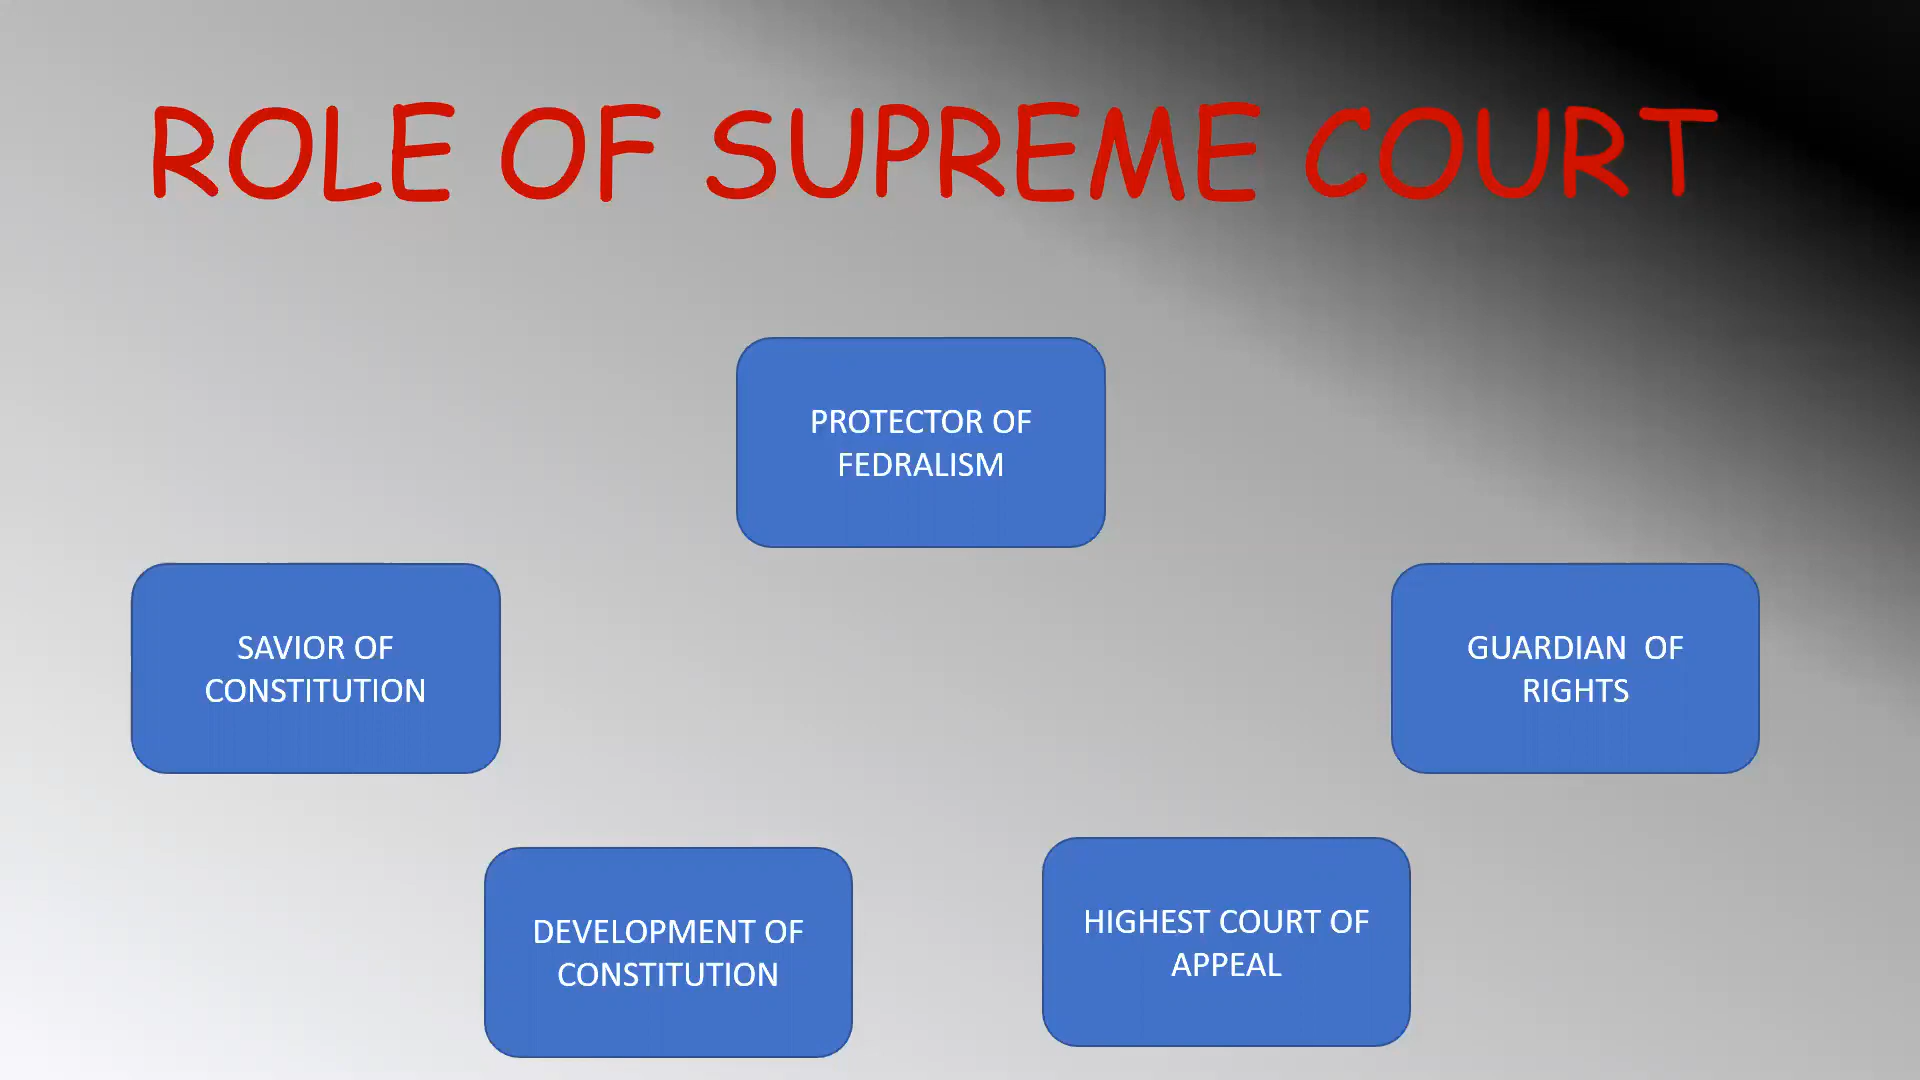 ROLE OF SUPREME COURT
PROTECTOR OF
FEDRALISM
SAVIOR OF
CONSTITUTION
GUARDIAN  OF
RIGHTS
DEVELOPMENT OF
CONSTITUTION
HIGHEST COURT OF
APPEAL